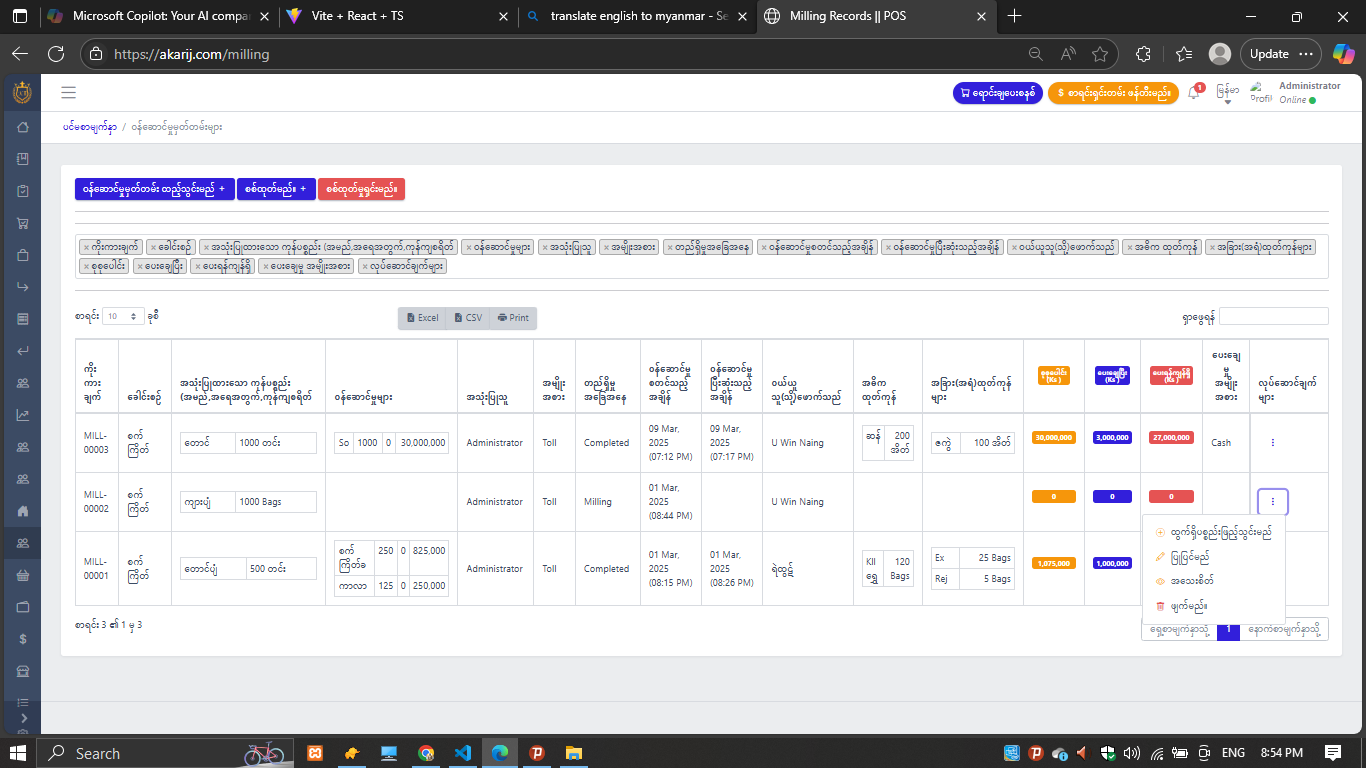 Microsoft Copilot: Your AI compa
Vite + React + TS
translate english to myanmar - Se
Milling Records || POS
https://akarij.com/milling
Update
ရောင်းချပေးစနစ်
$ စာရင်းရှင်းတမ်း ဖန်တီးမည်။
1
မြန်မာ
Profil
Administrator
Online
ပင်မစာမျက်နှာ / ဝန်ဆောင်မှုမှတ်တမ်းများ
ဝန်ဆောင်မှုမှတ်တမ်း ထည့်သွင်းမည် +
စစ်ထုတ်မည်။ +
စစ်ထုတ်မှုရှင်းမည်။
× ကိုးကားချက် × ခေါင်းစဉ် × အသုံးပြုထားသော ကုန်ပစ္စည်း (အမည်,အရေအတွက်,ကုန်ကျစရိတ် × ဝန်ဆောင်မှုများ × အသုံးပြုသူ × အမျိုးအစား × တည်ရှိမှုအခြေအနေ × ဝန်ဆောင်မှုစတင်သည့်အချိန် × ဝန်ဆောင်မှုပြီးဆုံးသည့်အချိန် × ဝယ်ယူသူ(သို့)ဖောက်သည် × အဓိက ထုတ်ကုန် × အခြား(အရံ)ထုတ်ကုန်များ
× စုစုပေါင်း × ပေးချေပြီး × ပေးရန်ကျန်ရှိ × ပေးချေမှု အမျိုးအစား × လုပ်ဆောင်ချက်များ
စာရင်း 10 ခုစီ
Excel CSV Print
ရှာဖွေရန်
ကိုး
ကား
ချက်
ခေါင်းစဉ်
အသုံးပြုထားသော ကုန်ပစ္စည်း
(အမည်,အရေအတွက်,ကုန်ကျစရိတ်
ဝန်ဆောင်မှုများ
အသုံးပြုသူ
အမျိုး
အစား
တည်ရှိမှု
အခြေအနေ
ဝန်ဆောင်မှု
စတင်သည့်
အချိန်
ဝန်ဆောင်မှု
ပြီးဆုံးသည့်
အချိန်
ဝယ်ယူ
သူ(သို့)ဖောက်သည်
အဓိက
ထုတ်ကုန်
အခြား(အရံ)ထုတ်ကုန်
များ
စုစုပေါင်း
(Ks )
ပေးချေပြီး
(Ks )
ပေးရန်ကျန်ရှိ
(Ks )
ပေးချေ
မှု
အမျိုး
အစား
လုပ်ဆောင်ချက်
များ
MILL-
00003
စက်
ကြိတ်
တောင် 1000 တင်း
So 1000 0 30,000,000
Administrator
Toll
Completed
09 Mar,
2025
(07:12 PM)
09 Mar,
2025
(07:17 PM)
U Win Naing
ဆန် 200
အိတ်
ဇကွဲ 100 အိတ်
30,000,000
3,000,000
27,000,000
Cash
MILL-
00002
စက်
ကြိတ်
ကျားပျံ 1000 Bags
Administrator
Toll
Milling
01 Mar,
2025
(08:44 PM)
U Win Naing
0
0
0
MILL-
00001
စက်
ကြိတ်
တောင်ပျံ 500 တင်း
စက်
ကြိတ်ခ 250 0 825,000
ကာလာ 125 0 250,000
Administrator
Toll
Completed
01 Mar,
2025
(08:15 PM)
01 Mar,
2025
(08:26 PM)
ရဲထွဋ်
KII
ရွှေ 120
Bags
Ex 25 Bags
Rej 5 Bags
1,075,000
1,000,000
ထွက်ရှိပစ္စည်းဖြည့်သွင်းမည်
ပြုပြင်မည်
အသေးစိတ်
ဖျက်မည်။
စာရင်း 3 ၏ 1 မှ 3
ရှေ့စာမျက်နှာသို့ 1 နောက်စာမျက်နှာသို့
Search
ENG
8:54 PM